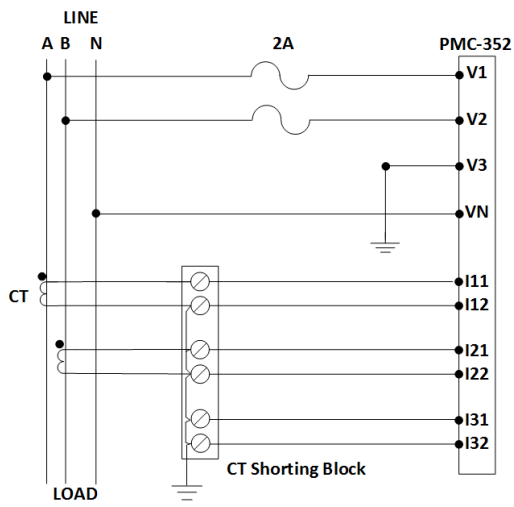 LINE
A B N
2A
PMC-352
V1
V2
V3
VN
CT
I11
I12
I21
I22
I31
I32
CT Shorting Block
LOAD